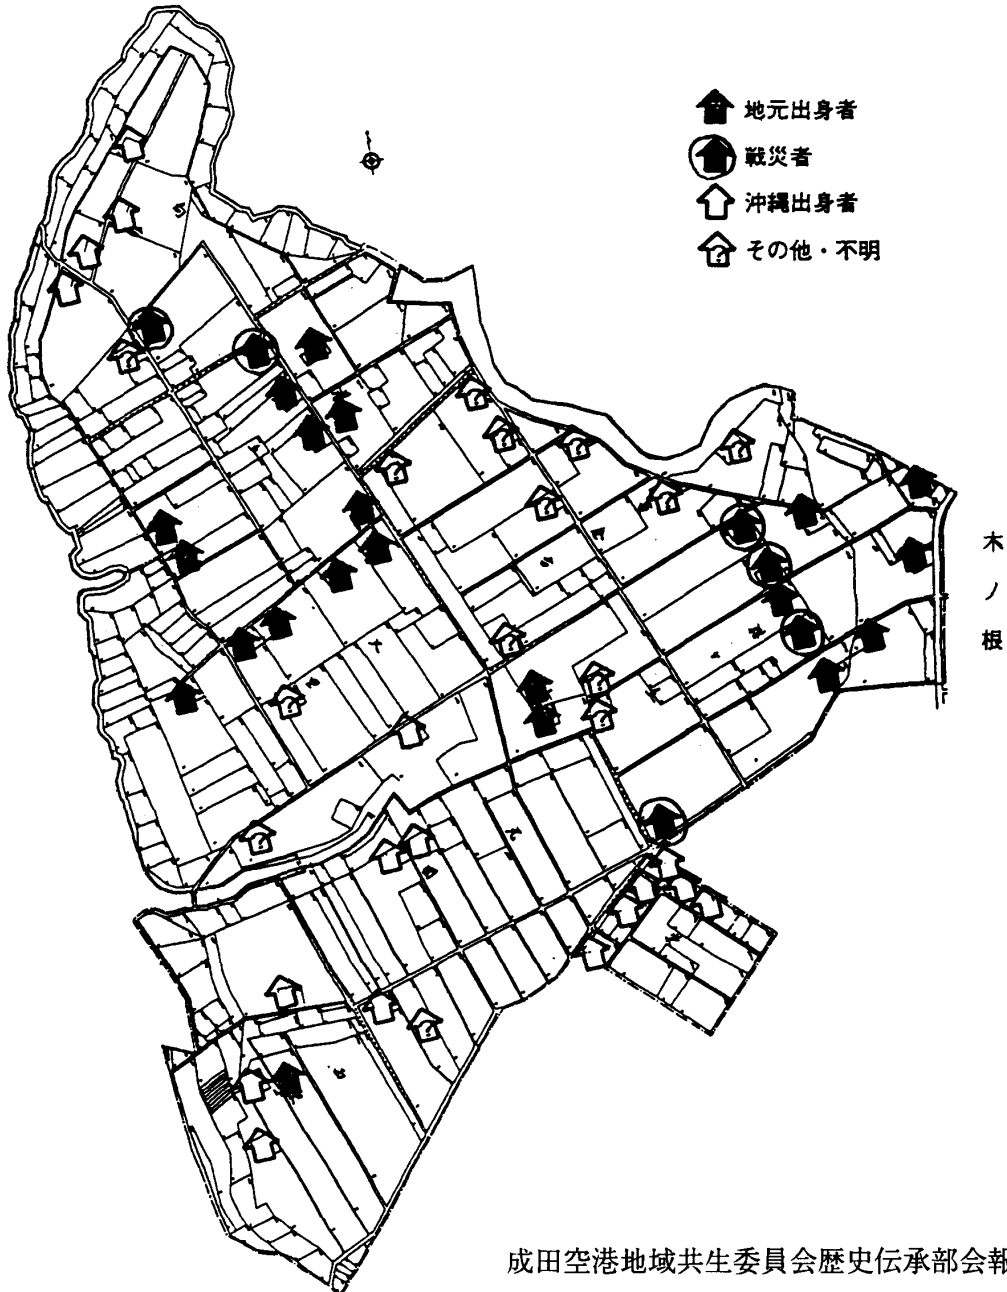 地元出身者
戦災者
沖縄出身者
その他・不明
木ノ根
成田空港地域共生委員会歴史伝承部会報